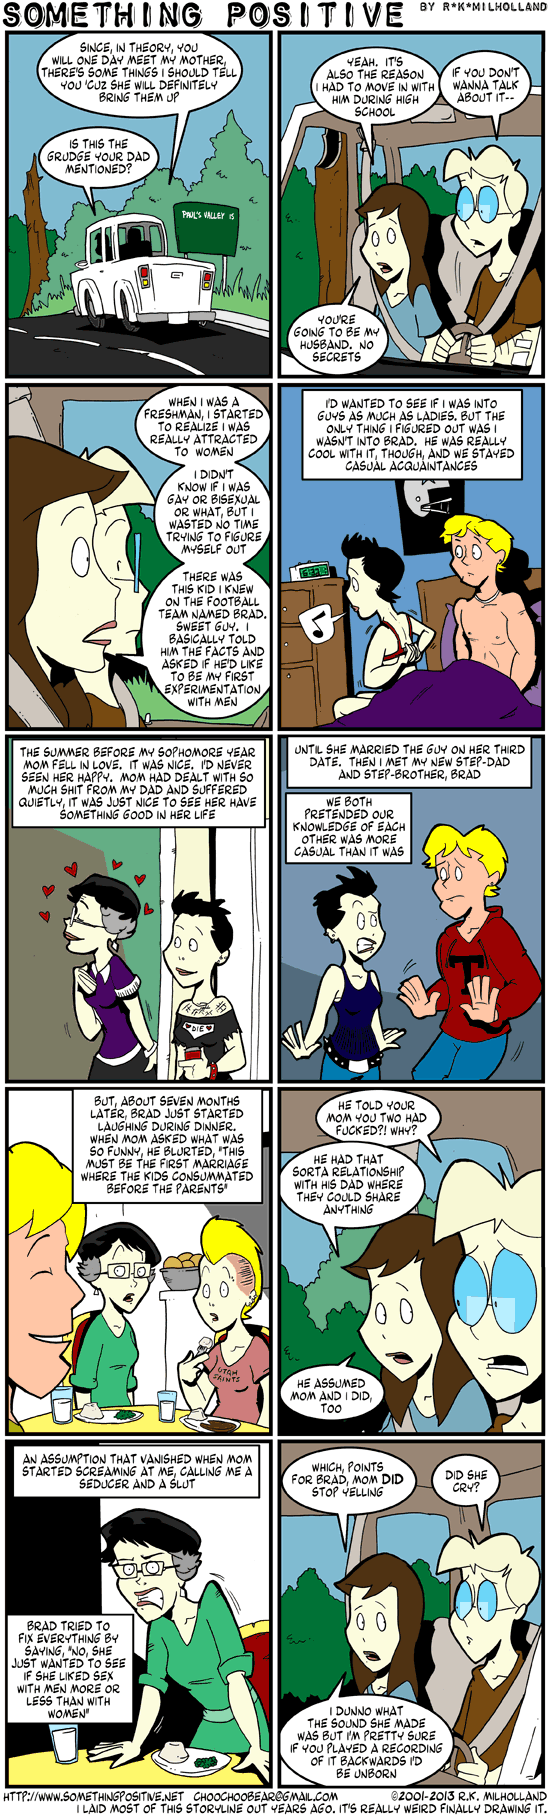 SOMETHING POSITIVE BY R*K*MILHOLLAND
SINCE, IN THEORY, YOU
WILL ONE DAY MEET MY MOTHER,
THERE'S SOME THINGS I SHOULD TELL
YOU 'CUZ SHE WILL DEFINITELY
BRING THEM UP
IS THIS THE
GRUDGE YOUR DAD
MENTIONED?
PAUL'S VALLEY 15
YEAH. IT'S
ALSO THE REASON
I HAD TO MOVE IN WITH
HIM DURING HIGH
SCHOOL
IF YOU DON'T
WANNA TALK
ABOUT IT--
YOU'RE
GOING TO BE MY
HUSBAND. NO
SECRETS
WHEN I WAS A
FRESHMAN, I STARTED
TO REALIZE I WAS
REALLY ATTRACTED
TO WOMEN
I DIDN'T
KNOW IF I WAS
GAY OR BISEXUAL
OR WHAT, BUT I
WASTED NO TIME
TRYING TO FIGURE
MYSELF OUT
THERE WAS
THIS KID I KNEW
ON THE FOOTBALL
TEAM NAMED BRAD.
SWEET GUY. I
BASICALLY TOLD
HIM THE FACTS AND
ASKED IF HE'D LIKE
TO BE MY FIRST
EXPERIMENTATION
WITH MEN
I'D WANTED TO SEE IF I WAS INTO
GUYS AS MUCH AS LADIES. BUT THE
ONLY THING I FIGURED OUT WAS I
WASN'T INTO BRAD. HE WAS REALLY
COOL WITH IT, THOUGH, AND WE STAYED
CASUAL ACQUAINTANCES
THE SUMMER BEFORE MY SOPHOMORE YEAR
MOM FELL IN LOVE. IT WAS NICE. I'D NEVER
SEEN HER HAPPY. MOM HAD DEALT WITH SO
MUCH SHIT FROM MY DAD AND SUFFERED
QUIETLY, IT WAS JUST NICE TO SEE HER HAVE
SOMETHING GOOD IN HER LIFE
DIE
UNTIL SHE MARRIED THE GUY ON HER THIRD
DATE. THEN I MET MY NEW STEP-DAD
AND STEP-BROTHER, BRAD
WE BOTH
PRETENDED OUR
KNOWLEDGE OF EACH
OTHER WAS MORE
CASUAL THAN IT WAS
T
BUT, ABOUT SEVEN MONTHS
LATER, BRAD JUST STARTED
LAUGHING DURING DINNER.
WHEN MOM ASKED WHAT WAS
SO FUNNY, HE BLURTED, "THIS
MUST BE THE FIRST MARRIAGE
WHERE THE KIDS CONSUMMATED
BEFORE THE PARENTS"
UTAH
SAINTS
HE TOLD YOUR
MOM YOU TWO HAD
FUCKED?! WHY?
HE HAD THAT
SORTA RELATIONSHIP
WITH HIS DAD WHERE
THEY COULD SHARE
ANYTHING
HE ASSUMED
MOM AND I DID,
TOO
AN ASSUMPTION THAT VANISHED WHEN MOM
STARTED SCREAMING AT ME, CALLING ME A
SEDUCER AND A SLUT
BRAD TRIED TO
FIX EVERYTHING BY
SAYING, "NO, SHE
JUST WANTED TO SEE
IF SHE LIKED SEX
WITH MEN MORE OR
LESS THAN WITH
WOMEN"
WHICH, POINTS
FOR BRAD, MOM DID
STOP YELLING
DID SHE
CRY?
I DUNNO WHAT
THE SOUND SHE MADE
WAS BUT I'M PRETTY SURE
IF YOU PLAYED A RECORDING
OF IT BACKWARDS I'D
BE UNBORN
HTTP://WWW.SOMETHINGPOSITIVE.NET CHOOCHOOBEAR@GMAIL.COM ©2001-2013 R.K. MILHOLLAND
I LAID MOST OF THIS STORYLINE OUT YEARS AGO. IT'S REALLY WEIRD FINALLY DRAWING IT.